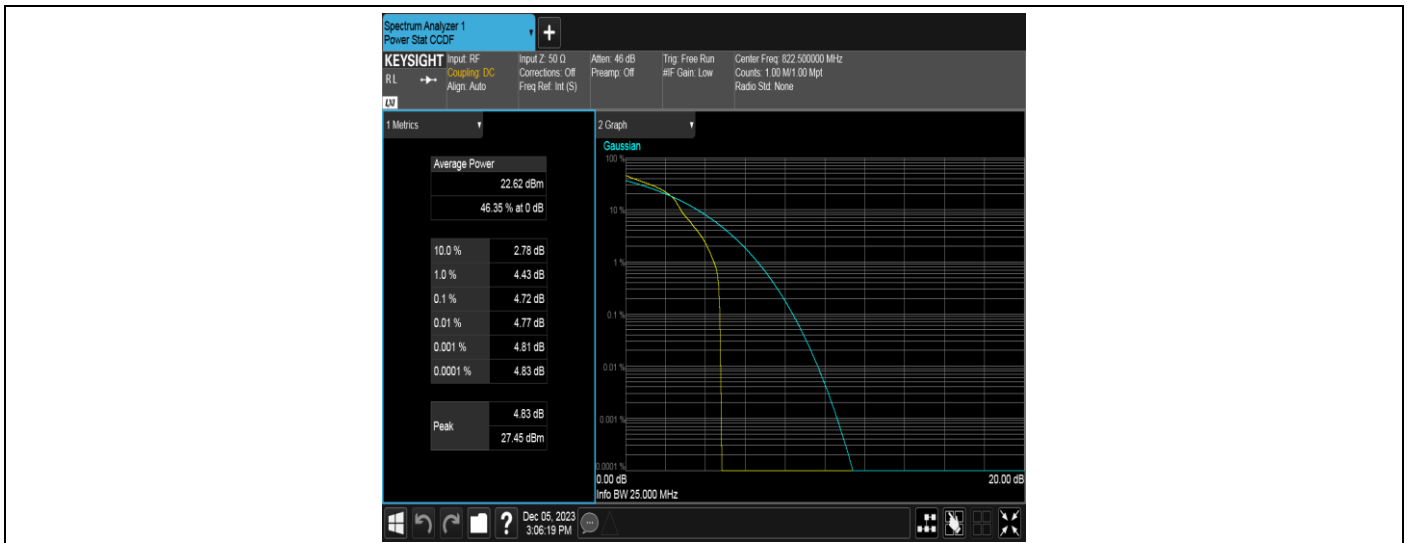 Spectrum Analyzer 1
Power Stat CCDF
+
KEYSIGHT Input: RF Input Z: 50 Ω Atten: 46 dB Trig: Free Run Center Freq: 822.500000 MHz
RL Coupling: DC Corrections: Off Preamp: Off #IF Gain: Low Counts: 1.00 M/1.00 Mpt
Align: Auto Freq Ref: Int (S) Radio Std: None
LXI
1 Metrics
Average Power
22.62 dBm
46.35 % at 0 dB
10.0 % 2.78 dB
1.0 % 4.43 dB
0.1 % 4.72 dB
0.01 % 4.77 dB
0.001 % 4.81 dB
0.0001 % 4.83 dB
Peak 4.83 dB
27.45 dBm
2 Graph
Gaussian
100 %
10 %
1 %
0.1 %
0.01 %
0.001 %
0.0001 %
0.00 dB 20.00 dB
Info BW 25.000 MHz
? Dec 05, 2023
3:06:19 PM